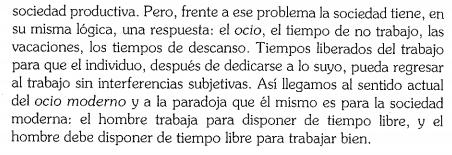 sociedad productiva. Pero, frente a ese problema la sociedad tiene, en
su misma lógica, una respuesta: el ocio, el tiempo de no trabajo, las
vacaciones, los tiempos de descanso. Tiempos liberados del trabajo
para que el individuo, después de dedicarse a lo suyo, pueda regresar
al trabajo sin interferencias subjetivas. Así llegamos al sentido actual
del ocio moderno y a la paradoja que él mismo es para la sociedad
moderna: el hombre trabaja para disponer de tiempo libre, y el
hombre debe disponer de tiempo libre para trabajar bien.